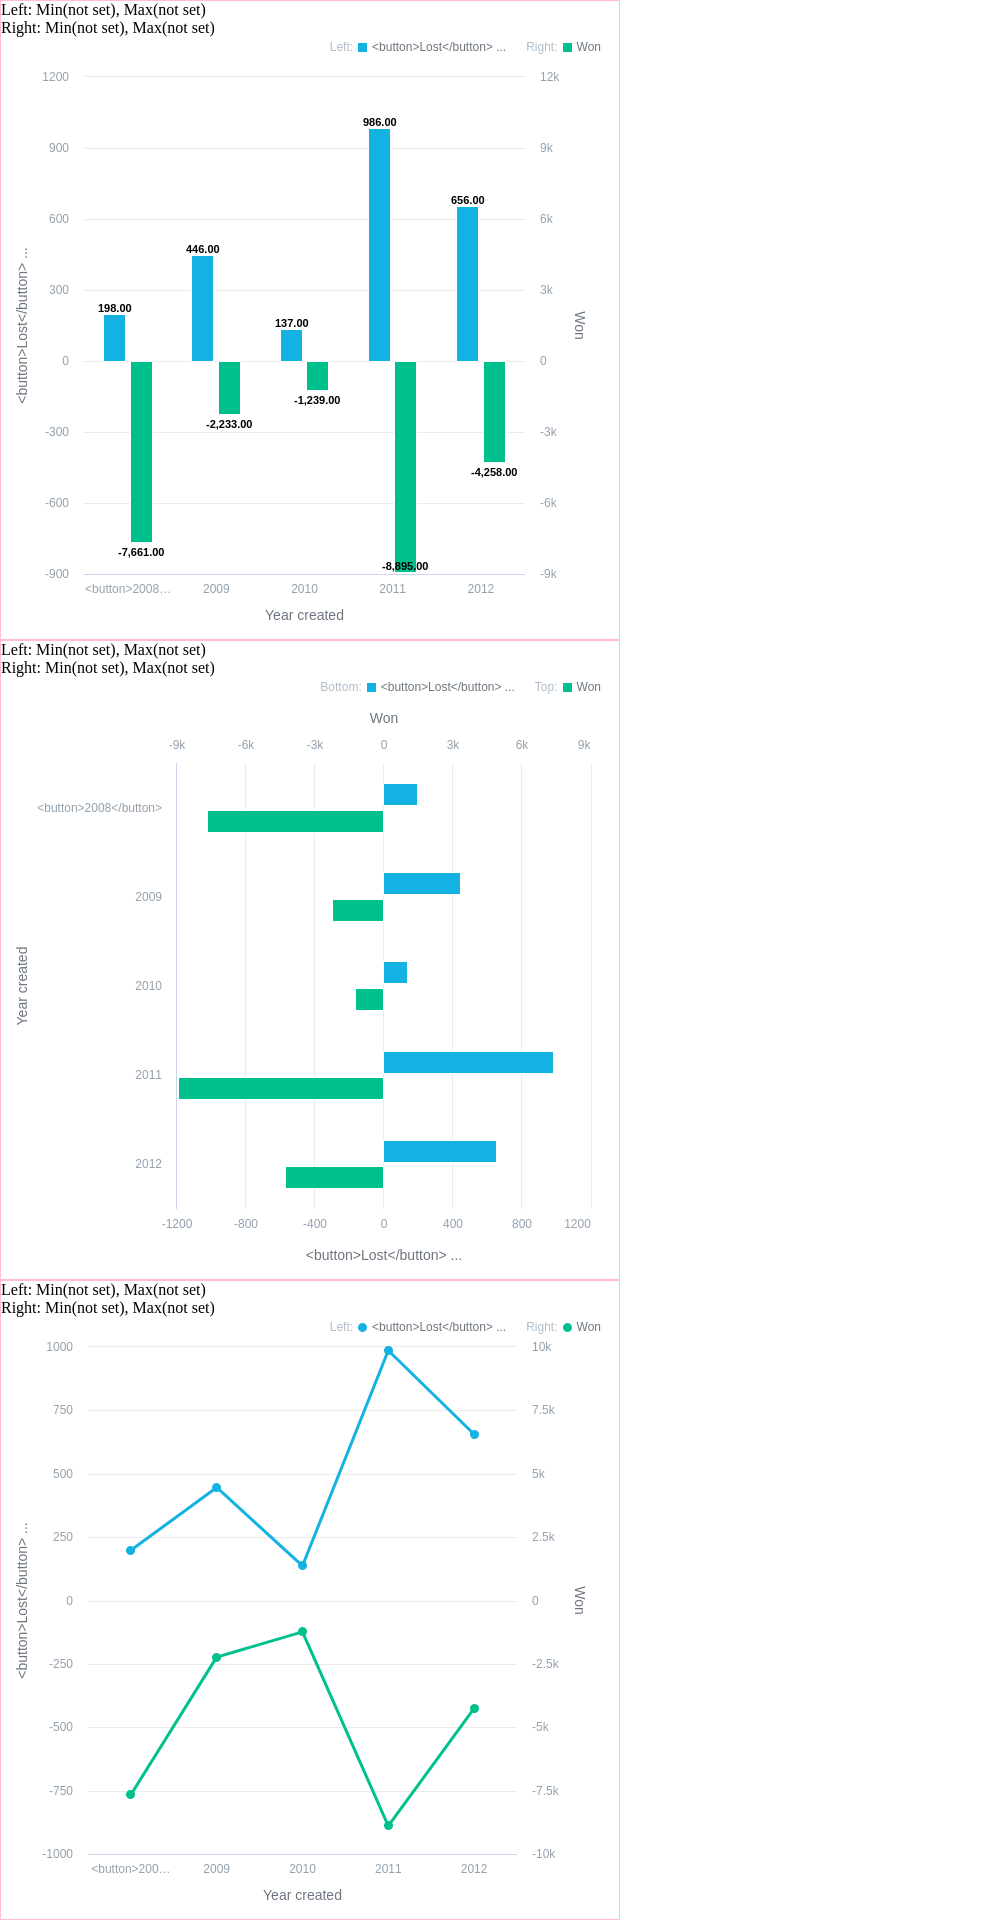 Left: Min(not set), Max(not set)
Right: Min(not set), Max(not set)
Left: <button>Lost</button> ... Right: Won
1200 12k
986.00
900 9k
656.00
600 6k
446.00
300 3k
198.00 137.00
<button>Lost</button> ...
Won
0 0
-1,239.00
-2,233.00
-300 -3k
-4,258.00
-600 -6k
-7,661.00
-8,895.00
-900 -9k
<button>2008… 2009 2010 2011 2012
Year created
Left: Min(not set), Max(not set)
Right: Min(not set), Max(not set)
Bottom: <button>Lost</button> ... Top: Won
Won
-9k -6k -3k 0 3k 6k 9k
<button>2008</button>
2009
2010
Year created
2011
2012
-1200 -800 -400 0 400 800 1200
<button>Lost</button> ...
Left: Min(not set), Max(not set)
Right: Min(not set), Max(not set)
Left: <button>Lost</button> ... Right: Won
1000 10k
750 7.5k
500 5k
250 2.5k
<button>Lost</button> ...
Won
0 0
-250 -2.5k
-500 -5k
-750 -7.5k
-1000 -10k
<button>200… 2009 2010 2011 2012
Year created